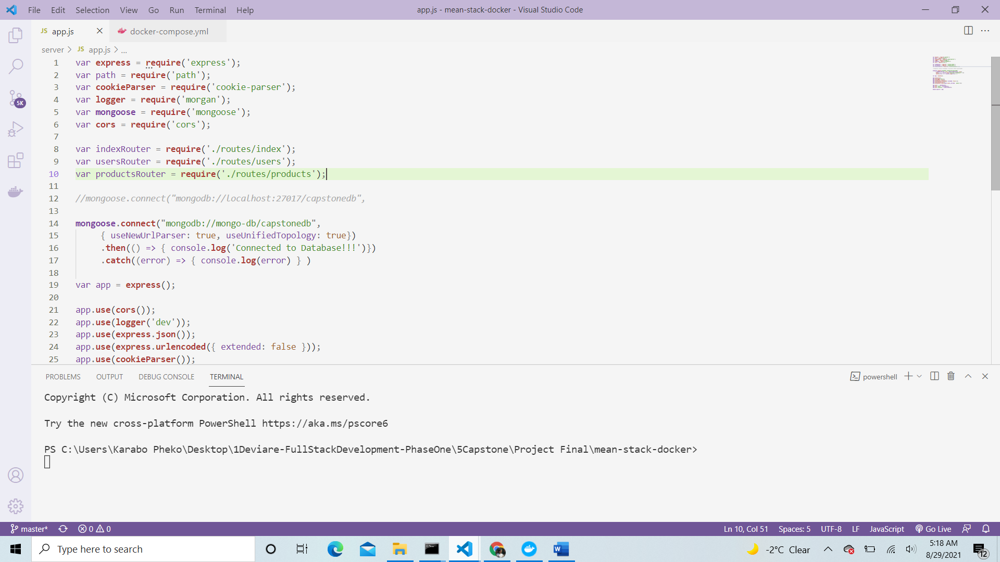 File Edit Selection View Go Run Terminal Help
app.js - mean-stack-docker - Visual Studio Code
JS app.js
docker-compose.yml
server > JS app.js > ...
1 var express = require('express');
2 var path = require('path');
3 var cookieParser = require('cookie-parser');
4 var logger = require('morgan');
5 var mongoose = require('mongoose');
6 var cors = require('cors');
7
8 var indexRouter = require('./routes/index');
9 var usersRouter = require('./routes/users');
10 var productsRouter = require('./routes/products');
11
12 //mongoose.connect("mongodb://localhost:27017/capstonedb",
13
14 mongoose.connect("mongodb://mongo-db/capstonedb",
15 { useNewUrlParser: true, useUnifiedTopology: true})
16 .then(() => { console.log('Connected to Database!!!')})
17 .catch((error) => { console.log(error) } )
18
19 var app = express();
20
21 app.use(cors());
22 app.use(logger('dev'));
23 app.use(express.json());
24 app.use(express.urlencoded({ extended: false }));
25 app.use(cookieParser());
5K
PROBLEMS OUTPUT DEBUG CONSOLE TERMINAL
powershell
Copyright (C) Microsoft Corporation. All rights reserved.
Try the new cross-platform PowerShell https://aka.ms/pscore6
PS C:\Users\Karabo Pheko\Desktop\1Deviare-FullStackDevelopment-PhaseOne\5Capstone\Project Final\mean-stack-docker>
master* 0 0
Ln 10, Col 51 Spaces: 5 UTF-8 LF JavaScript Go Live
Type here to search
-2°C Clear
5:18 AM
8/29/2021
12